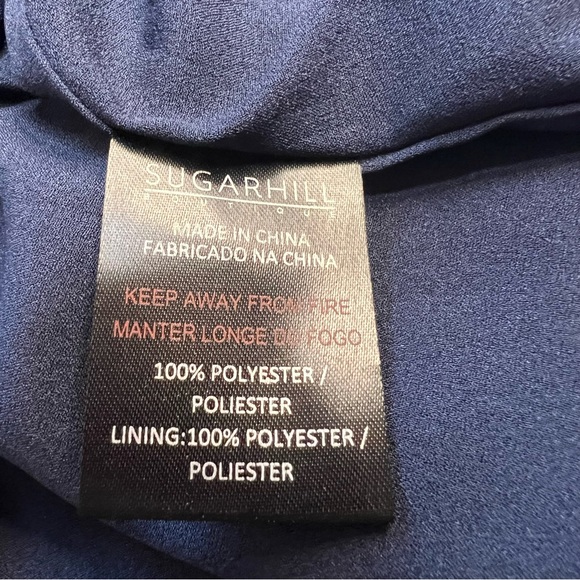 SUGARHILL
BOUTIQUE
MADE IN CHINA
FABRICADO NA CHINA
KEEP AWAY FROM FIRE
MANTER LONGE DO FOGO
100% POLYESTER /
POLIESTER
LINING:100% POLYESTER /
POLIESTER